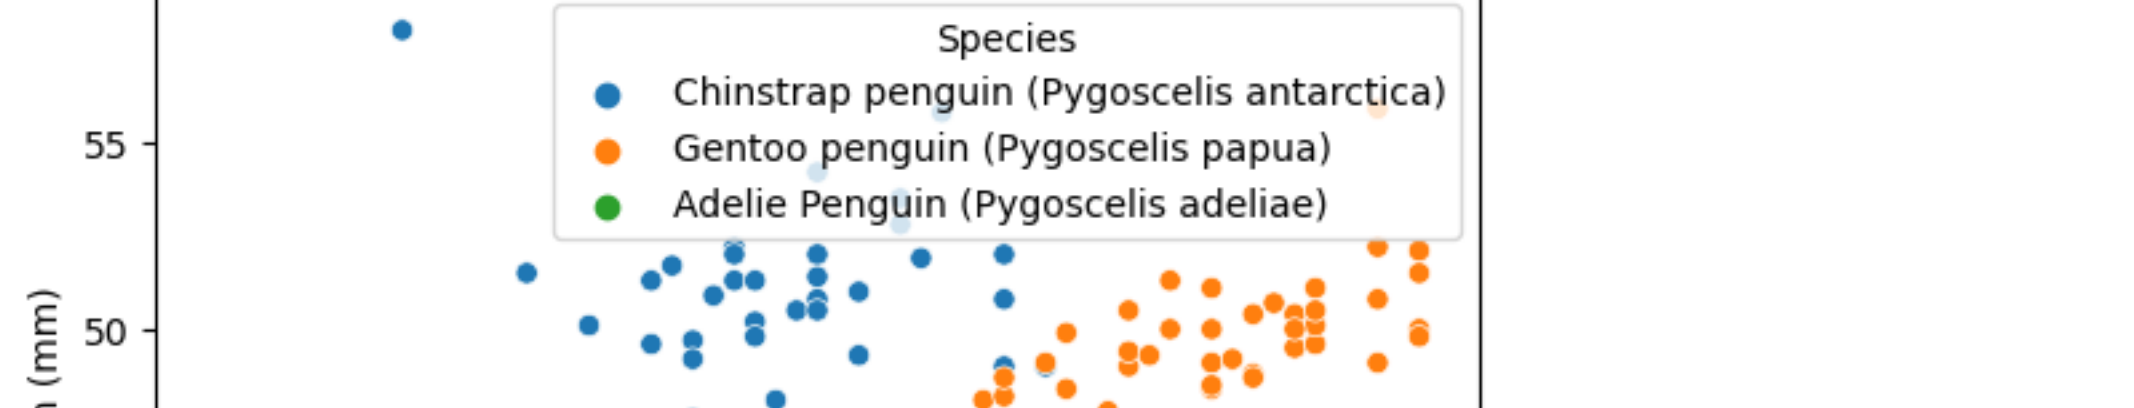 Species
Chinstrap penguin (Pygoscelis antarctica)
Gentoo penguin (Pygoscelis papua)
Adelie Penguin (Pygoscelis adeliae)
55
50
(mm)